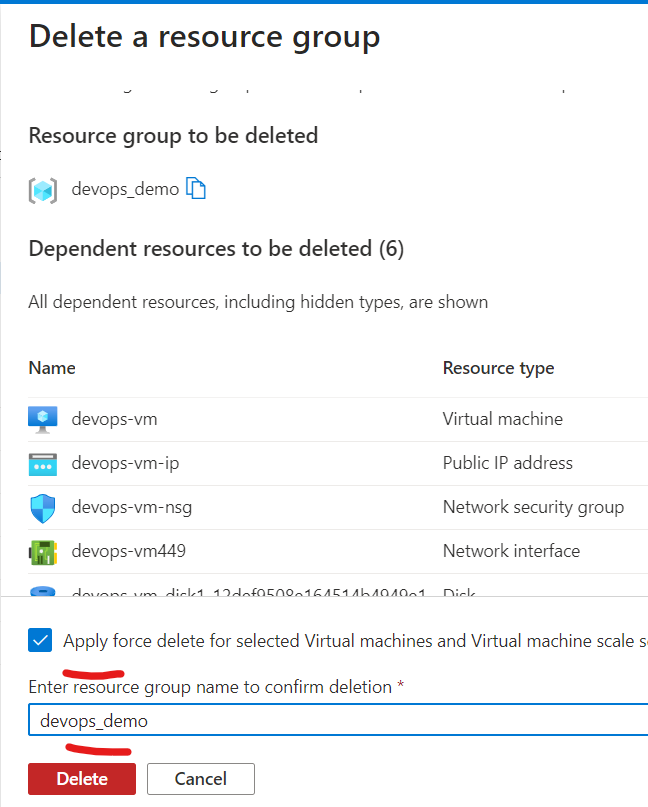 Delete a resource group
Resource group to be deleted
devops_demo
Dependent resources to be deleted (6)
All dependent resources, including hidden types, are shown
Name Resource type
devops-vm Virtual machine
devops-vm-ip Public IP address
devops-vm-nsg Network security group
devops-vm449 Network interface
Disk
Apply force delete for selected Virtual machines and Virtual machine scale
Enter resource group name to confirm deletion *
devops_demo
Delete Cancel